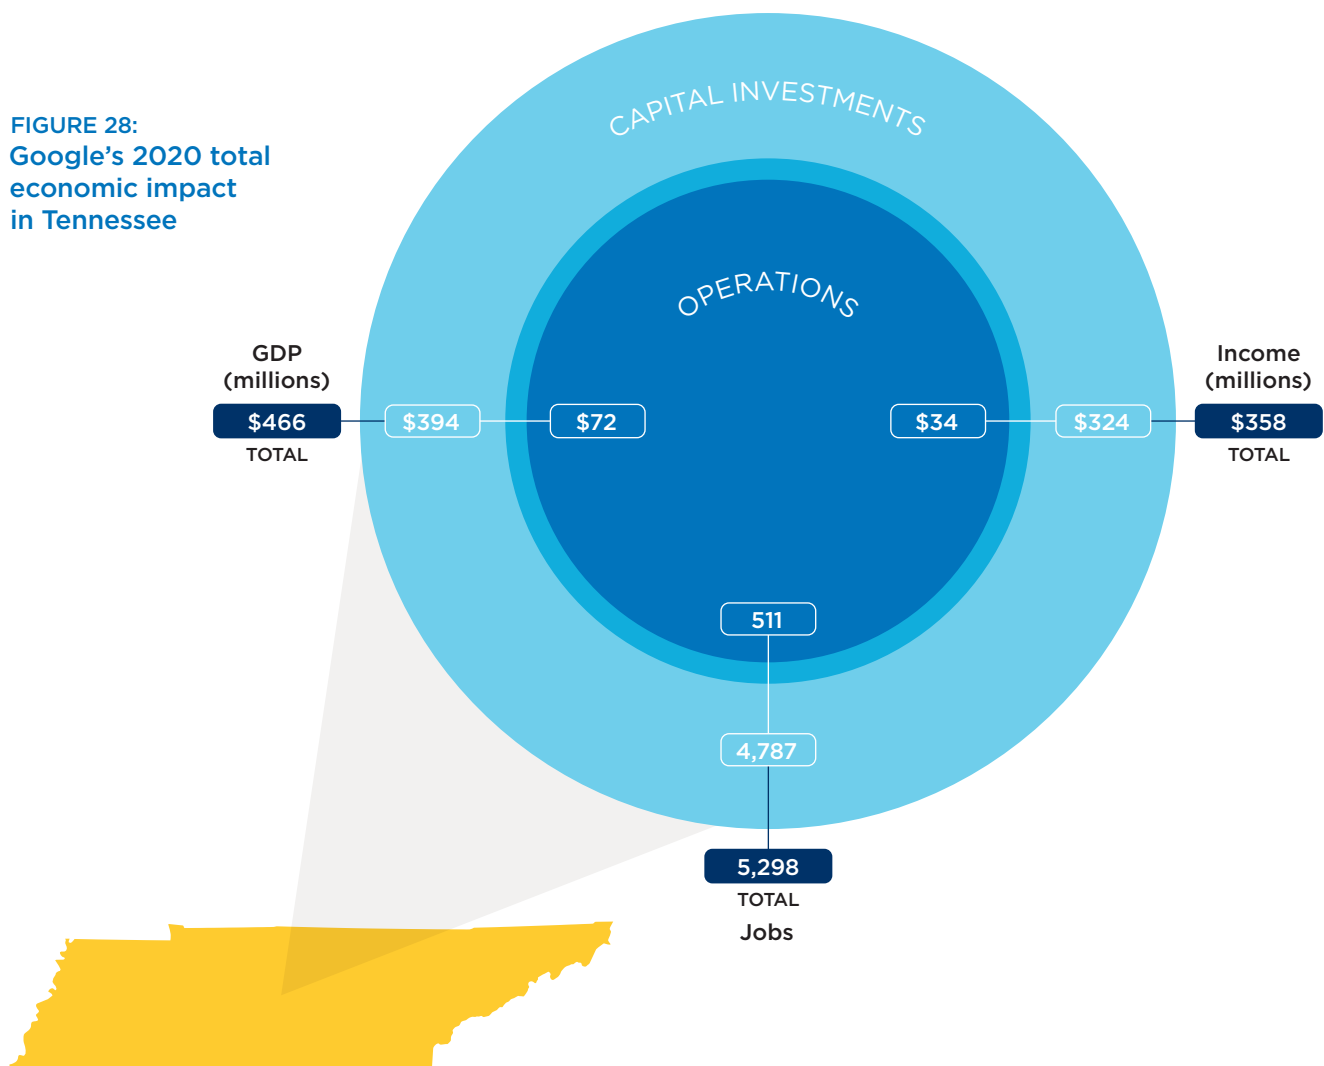 FIGURE 28:
Google’s 2020 total
economic impact
in Tennessee
CAPITAL INVESTMENTS
OPERATIONS
GDP
(millions)
$466
TOTAL
$394
$72
$34
$324
Income
(millions)
$358
TOTAL
511
4,787
5,298
TOTAL
Jobs